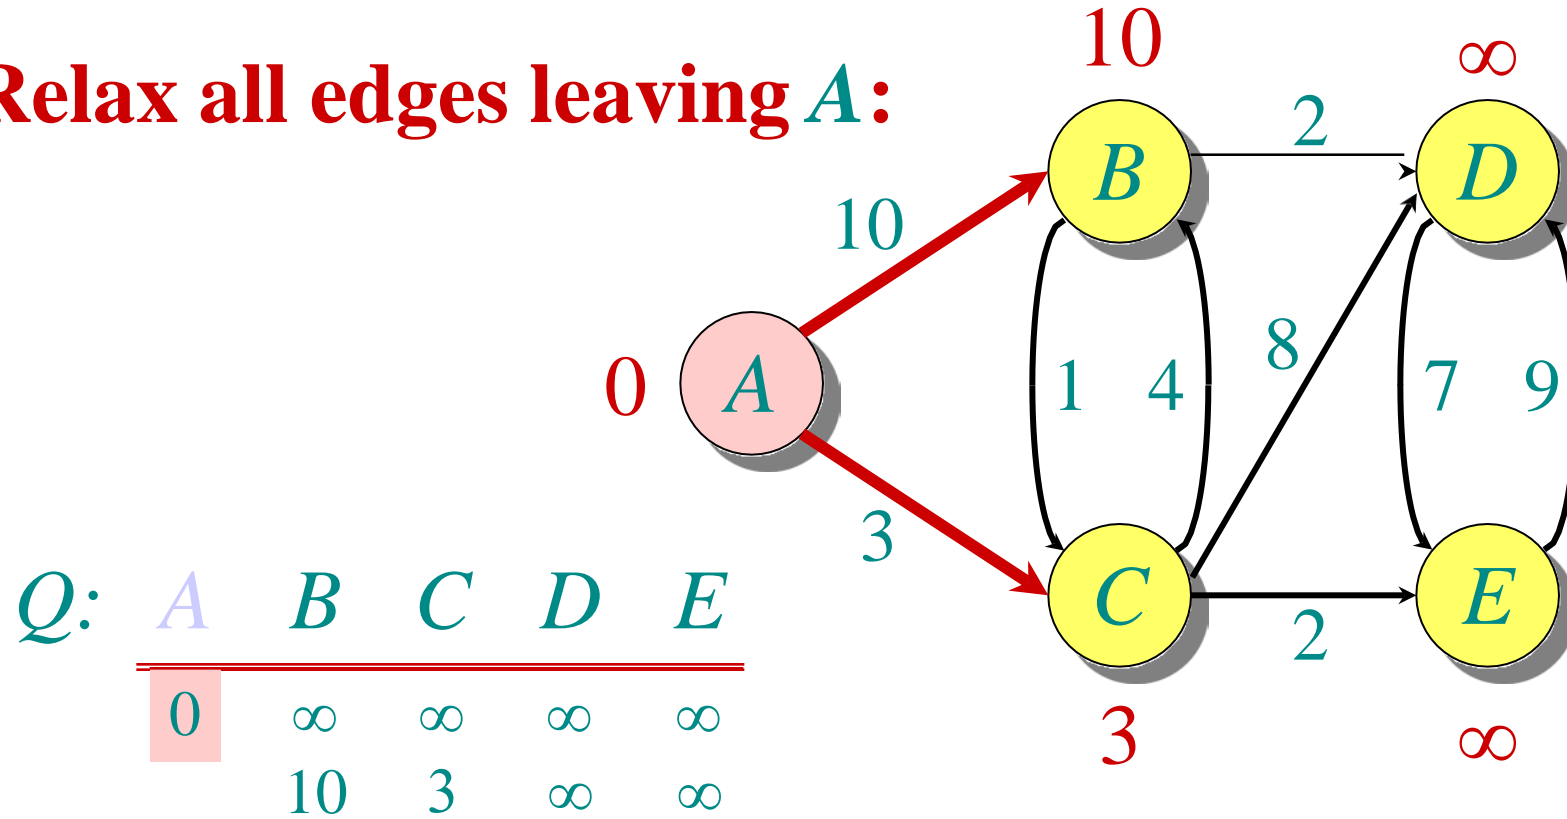 Relax all edges leaving A:
10
∞
B
2
D
10
8
0
A
1
4
7
9
3
C
2
E
3
∞
Q: A B C D E
0 ∞ ∞ ∞ ∞
10 3 ∞ ∞